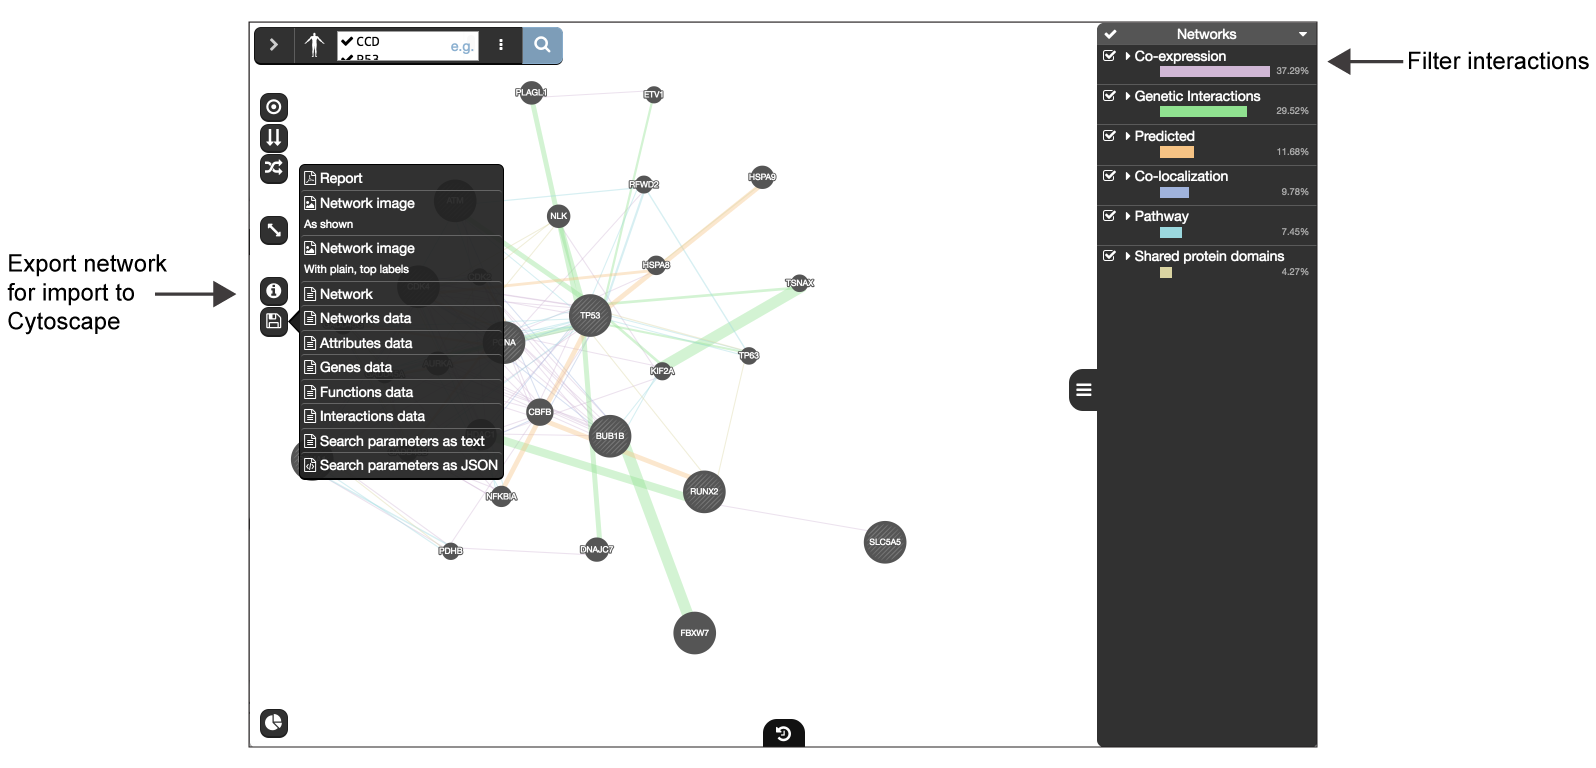 CCD
e.g.
P53
Networks
Co-expression
37.29%
Genetic Interactions
29.52%
Predicted
11.68%
Co-localization
9.78%
Pathway
7.45%
Shared protein domains
4.27%
Filter interactions
Export network
for import to
Cytoscape
Report
Network image
As shown
Network image
With plain, top labels
Network
Networks data
Attributes data
Genes data
Functions data
Interactions data
Search parameters as text
Search parameters as JSON
PLAGL1
ETV1
RFWD2
HSPA9
ATM
NLK
HSPA8
TSNAX
CDK4
TP53
TP63
KIF2A
CBFB
BUB1B
RUNX2
NFKBIA
SLC5A5
PDHB
DNAJC7
FBXW7